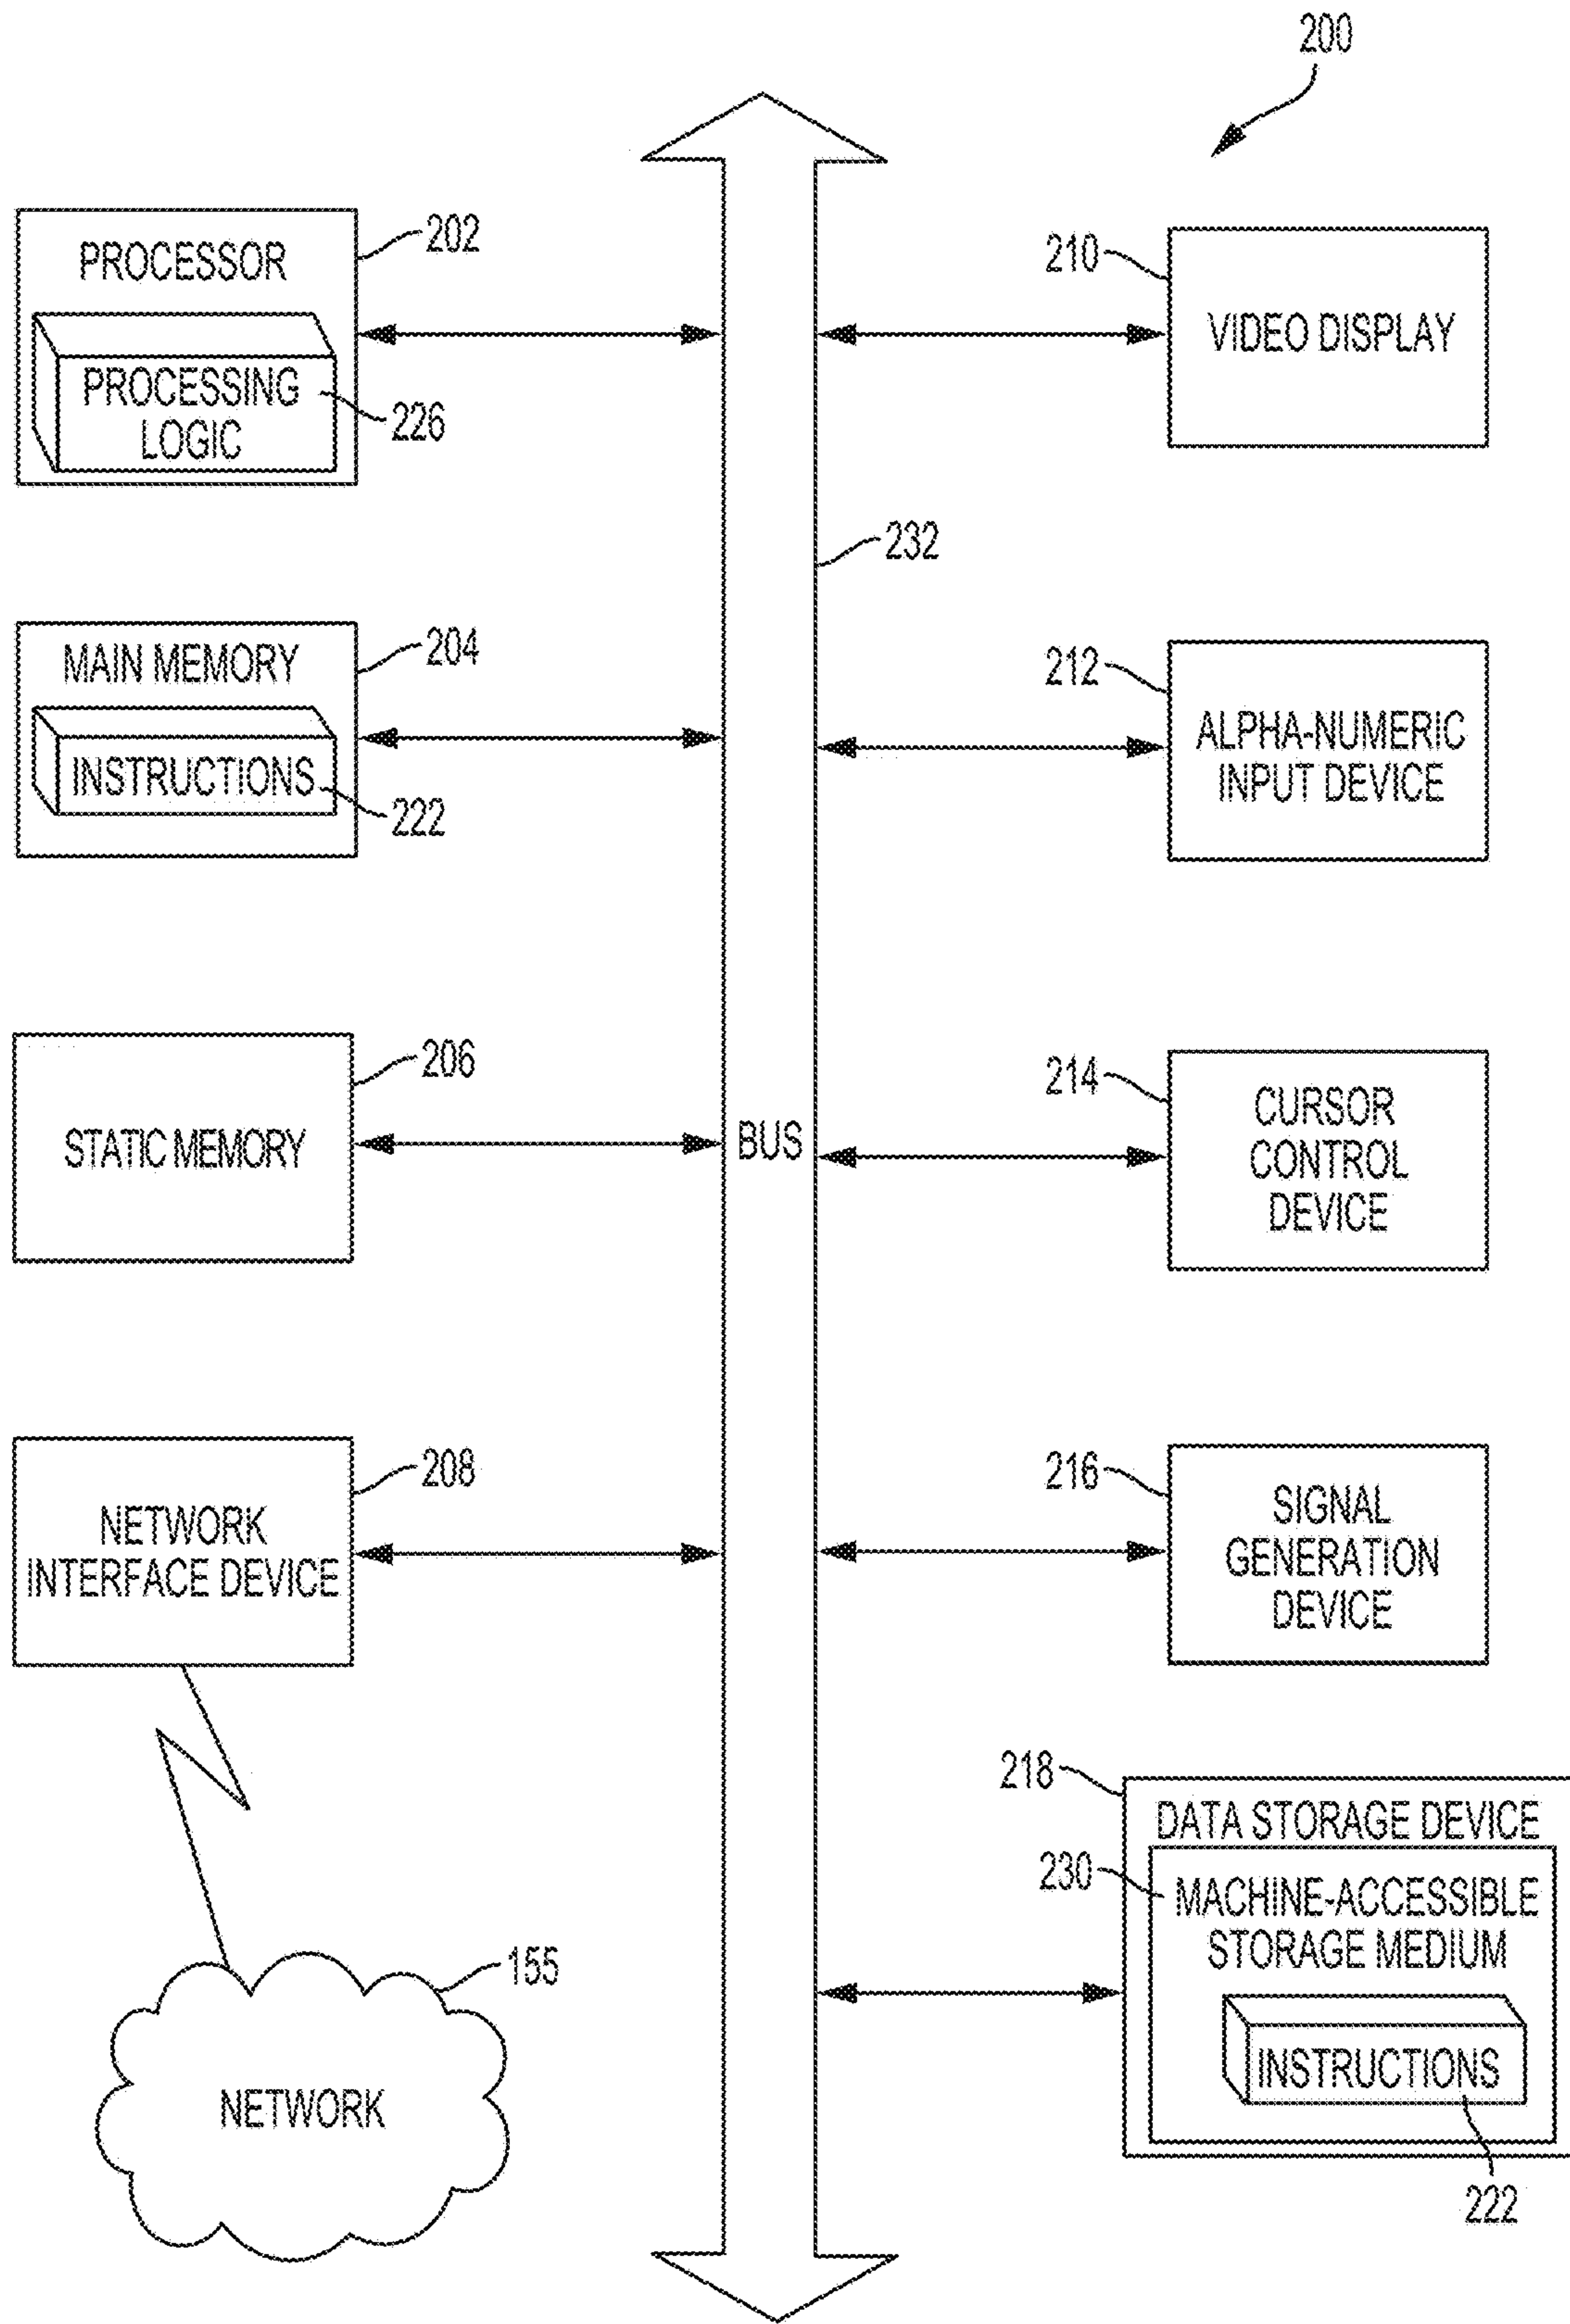 200
PROCESSOR
202
PROCESSING
LOGIC
226
210
VIDEO DISPLAY
232
MAIN MEMORY
204
INSTRUCTIONS
222
212
ALPHA-NUMERIC
INPUT DEVICE
STATIC MEMORY
206
BUS
214
CURSOR
CONTROL
DEVICE
NETWORK
INTERFACE DEVICE
208
216
SIGNAL
GENERATION
DEVICE
218
DATA STORAGE DEVICE
230
MACHINE-ACCESSIBLE
STORAGE MEDIUM
INSTRUCTIONS
222
155
NETWORK